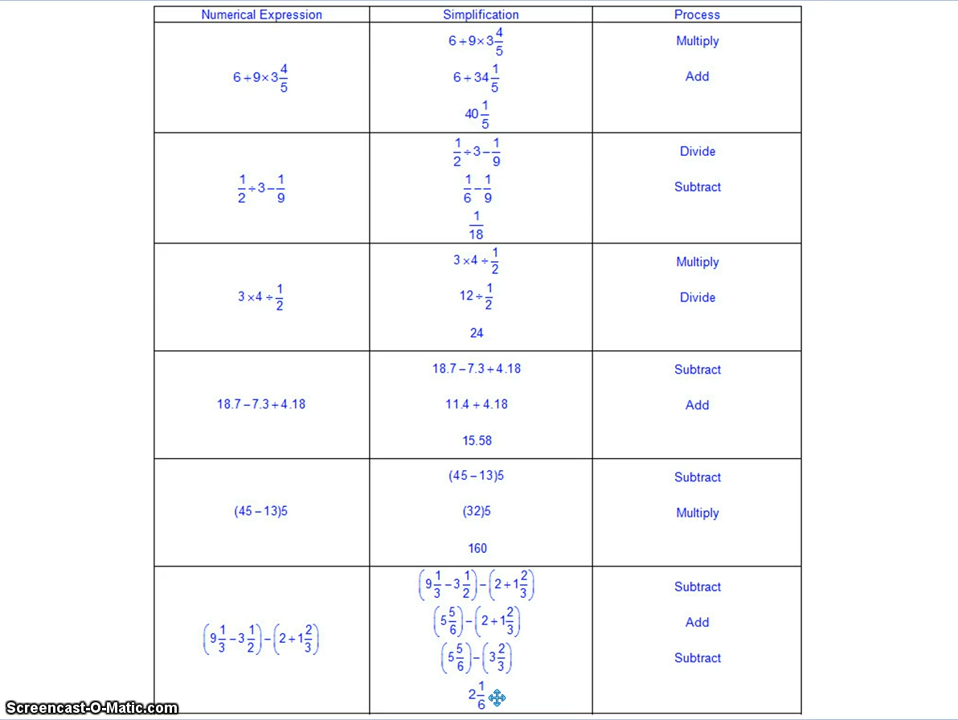 Numerical Expression Simplification Process
6 + 9 × 3 4/5
6 + 9 × 3 4/5 Multiply
6 + 34 1/5 Add
40 1/5
1/2 ÷ 3 − 1/9
1/2 ÷ 3 − 1/9 Divide
1/6 − 1/9 Subtract
1/18
3 × 4 ÷ 1/2
3 × 4 ÷ 1/2 Multiply
12 ÷ 1/2 Divide
24
18.7 − 7.3 + 4.18
18.7 − 7.3 + 4.18 Subtract
11.4 + 4.18 Add
15.58
(45 − 13)5
(45 − 13)5 Subtract
(32)5 Multiply
160
(9 1/3 − 3 1/2) − (2 + 1 2/3)
(9 1/3 − 3 1/2) − (2 + 1 2/3) Subtract
(5 5/6) − (2 + 1 2/3) Add
(5 5/6) − (3 2/3) Subtract
2 1/6
Screencast-O-Matic.com